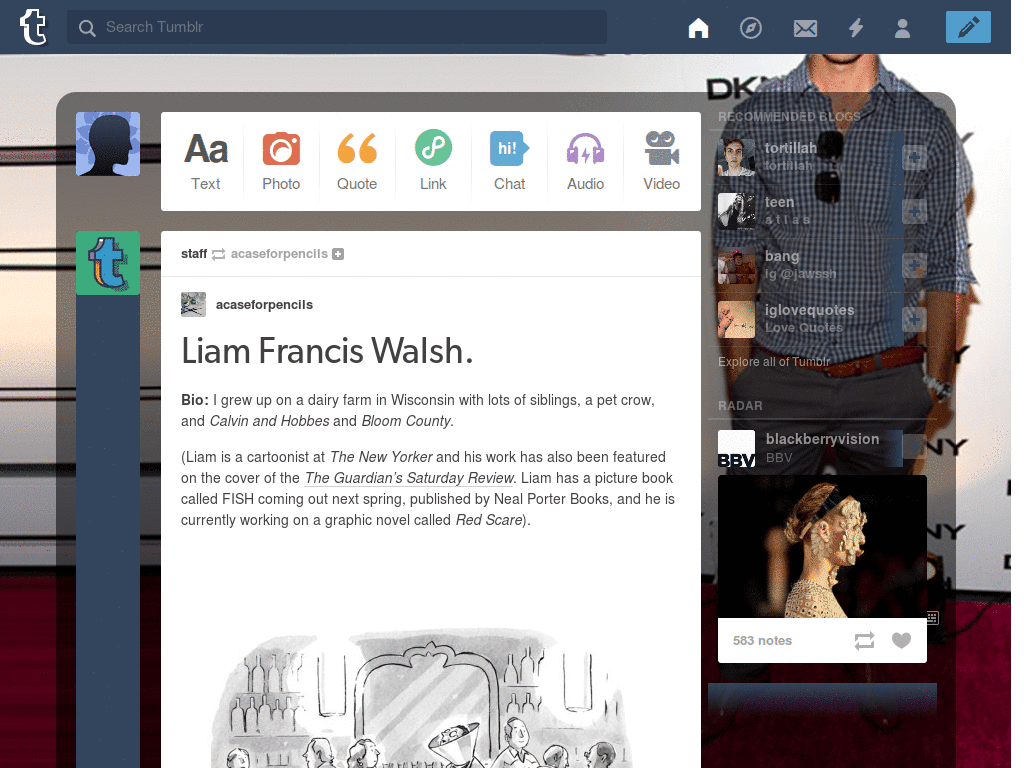 Search Tumblr
Aa
Text
Photo
Quote
Link
hi!
Chat
Audio
Video
staff acaseforpencils
acaseforpencils
Liam Francis Walsh.
Bio: I grew up on a dairy farm in Wisconsin with lots of siblings, a pet crow,
and Calvin and Hobbes and Bloom County.
(Liam is a cartoonist at The New Yorker and his work has also been featured
on the cover of the The Guardian’s Saturday Review. Liam has a picture book
called FISH coming out next spring, published by Neal Porter Books, and he is
currently working on a graphic novel called Red Scare).
DKNY
RECOMMENDED BLOGS
tortillah
tortillah
teen
a t l a s
bang
Ig @jawssh
iglovequotes
Love Quotes
Explore all of Tumblr
RADAR
blackberryvision
BBV
BBV
583 notes